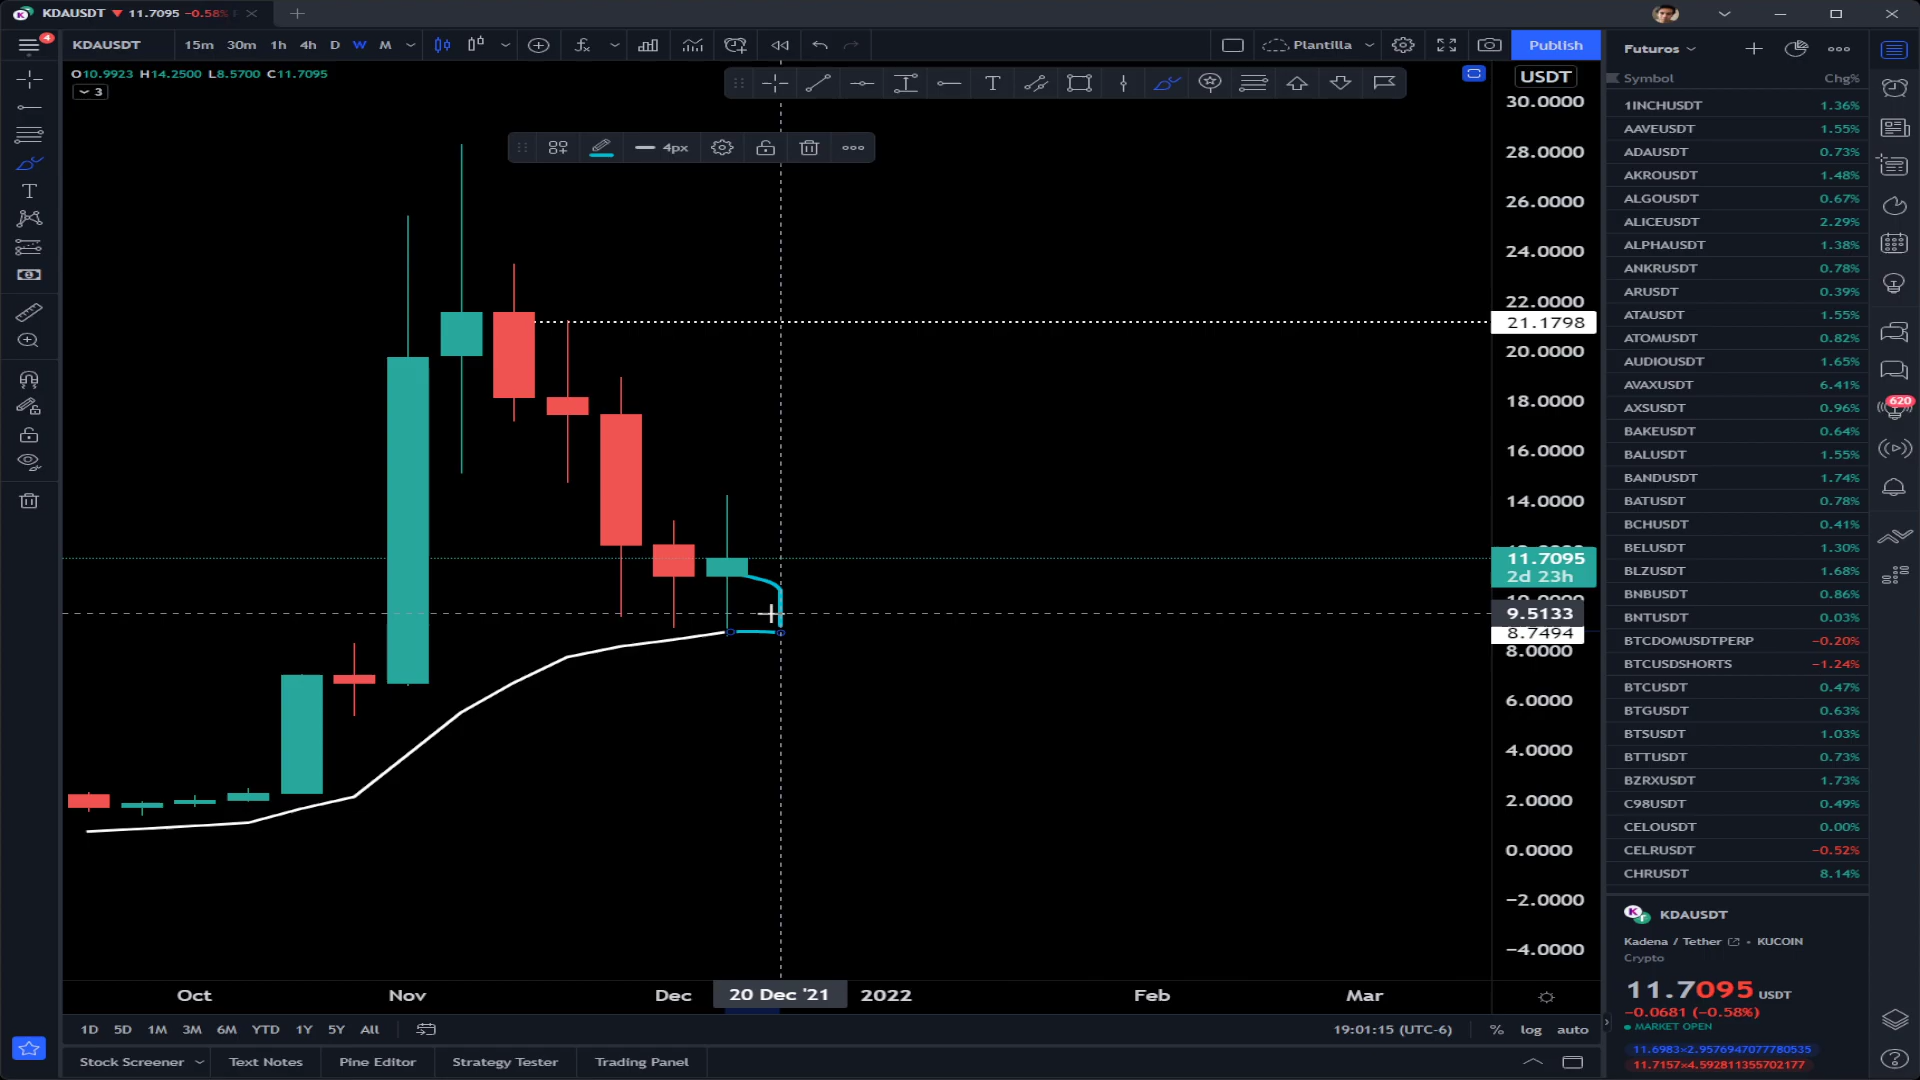 KDAUSDT ▼ 11.7095 −0.58%
4
KDAUSDT 15m 30m 1h 4h D W M
Plantilla
Publish
O10.9923 H14.2500 L8.5700 C11.7095
3
4px
USDT
30.0000
28.0000
26.0000
24.0000
22.0000
21.1798
20.0000
18.0000
16.0000
14.0000
11.7095
2d 23h
9.5133
8.7494
8.0000
6.0000
4.0000
2.0000
0.0000
−2.0000
−4.0000
Oct Nov Dec 20 Dec '21 2022 Feb Mar
1D 5D 1M 3M 6M YTD 1Y 5Y All
19:01:15 (UTC-6) % log auto
Stock Screener Text Notes Pine Editor Strategy Tester Trading Panel
Futuros
Symbol Chg%
1INCHUSDT 1.36%
AAVEUSDT 1.55%
ADAUSDT 0.73%
AKROUSDT 1.48%
ALGOUSDT 0.67%
ALICEUSDT 2.29%
ALPHAUSDT 1.38%
ANKRUSDT 0.78%
ARUSDT 0.39%
ATAUSDT 1.55%
ATOMUSDT 0.82%
AUDIOUSDT 1.65%
AVAXUSDT 6.41%
AXSUSDT 0.96%
BAKEUSDT 0.64%
BALUSDT 1.55%
BANDUSDT 1.74%
BATUSDT 0.78%
BCHUSDT 0.41%
BELUSDT 1.30%
BLZUSDT 1.68%
BNBUSDT 0.86%
BNTUSDT 0.03%
BTCDOMUSDTPERP −0.20%
BTCUSDSHORTS −1.24%
BTCUSDT 0.47%
BTGUSDT 0.63%
BTSUSDT 1.03%
BTTUSDT 0.73%
BZRXUSDT 1.73%
C98USDT 0.49%
CELOUSDT 0.00%
CELRUSDT −0.52%
CHRUSDT 8.14%
KDAUSDT
Kadena / Tether • KUCOIN
Crypto
11.7095 USDT
−0.0681 (−0.58%)
MARKET OPEN
11.6983×2.9576947077780535
11.7157×4.592811355702177
620